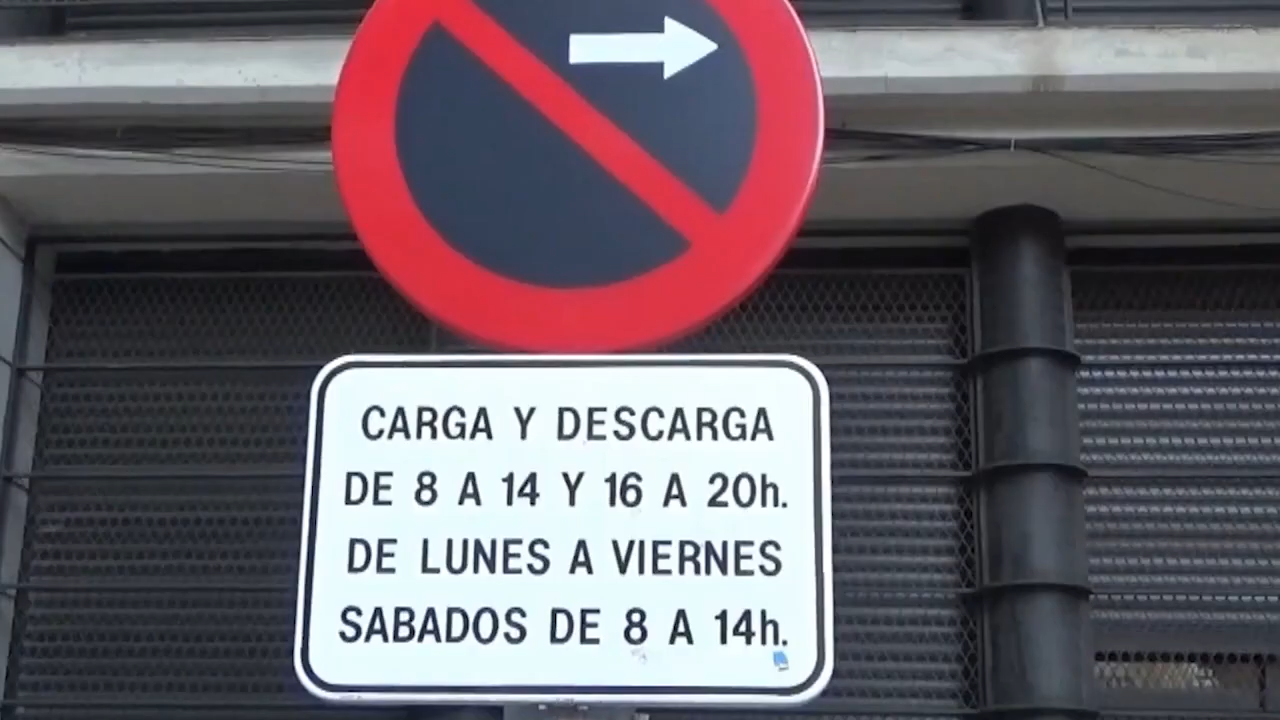 CARGA Y DESCARGA
DE 8 A 14 Y 16 A 20h.
DE LUNES A VIERNES
SABADOS DE 8 A 14h.